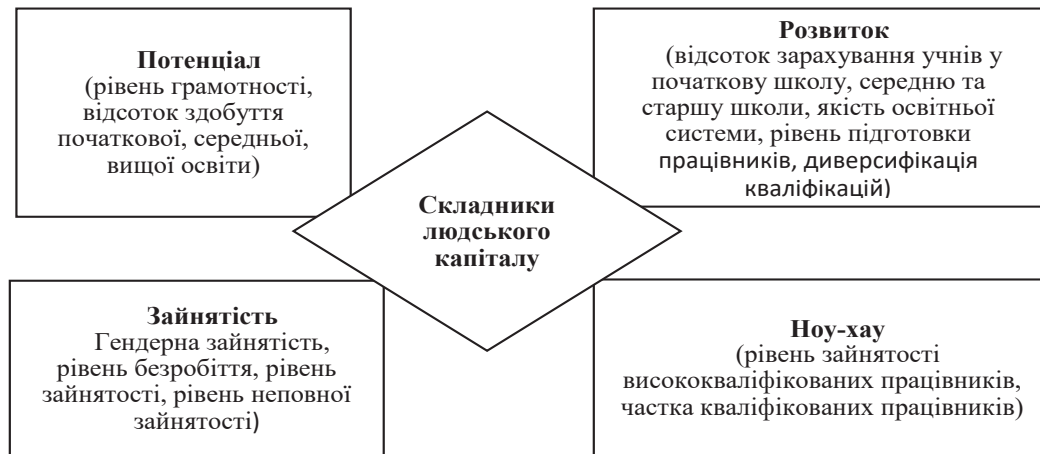 Потенціал
(рівень грамотності,
відсоток здобуття
початкової, середньої,
вищої освіти)
Розвиток
(відсоток зарахування учнів у
початкову школу, середню та
старшу школи, якість освітньої
системи, рівень підготовки
працівників, диверсифікація
кваліфікацій)
Складники
людського
капіталу
Зайнятість
Гендерна зайнятість,
рівень безробіття, рівень
зайнятості, рівень неповної
зайнятості)
Ноу-хау
(рівень зайнятості
висококваліфікованих працівників,
частка кваліфікованих працівників)